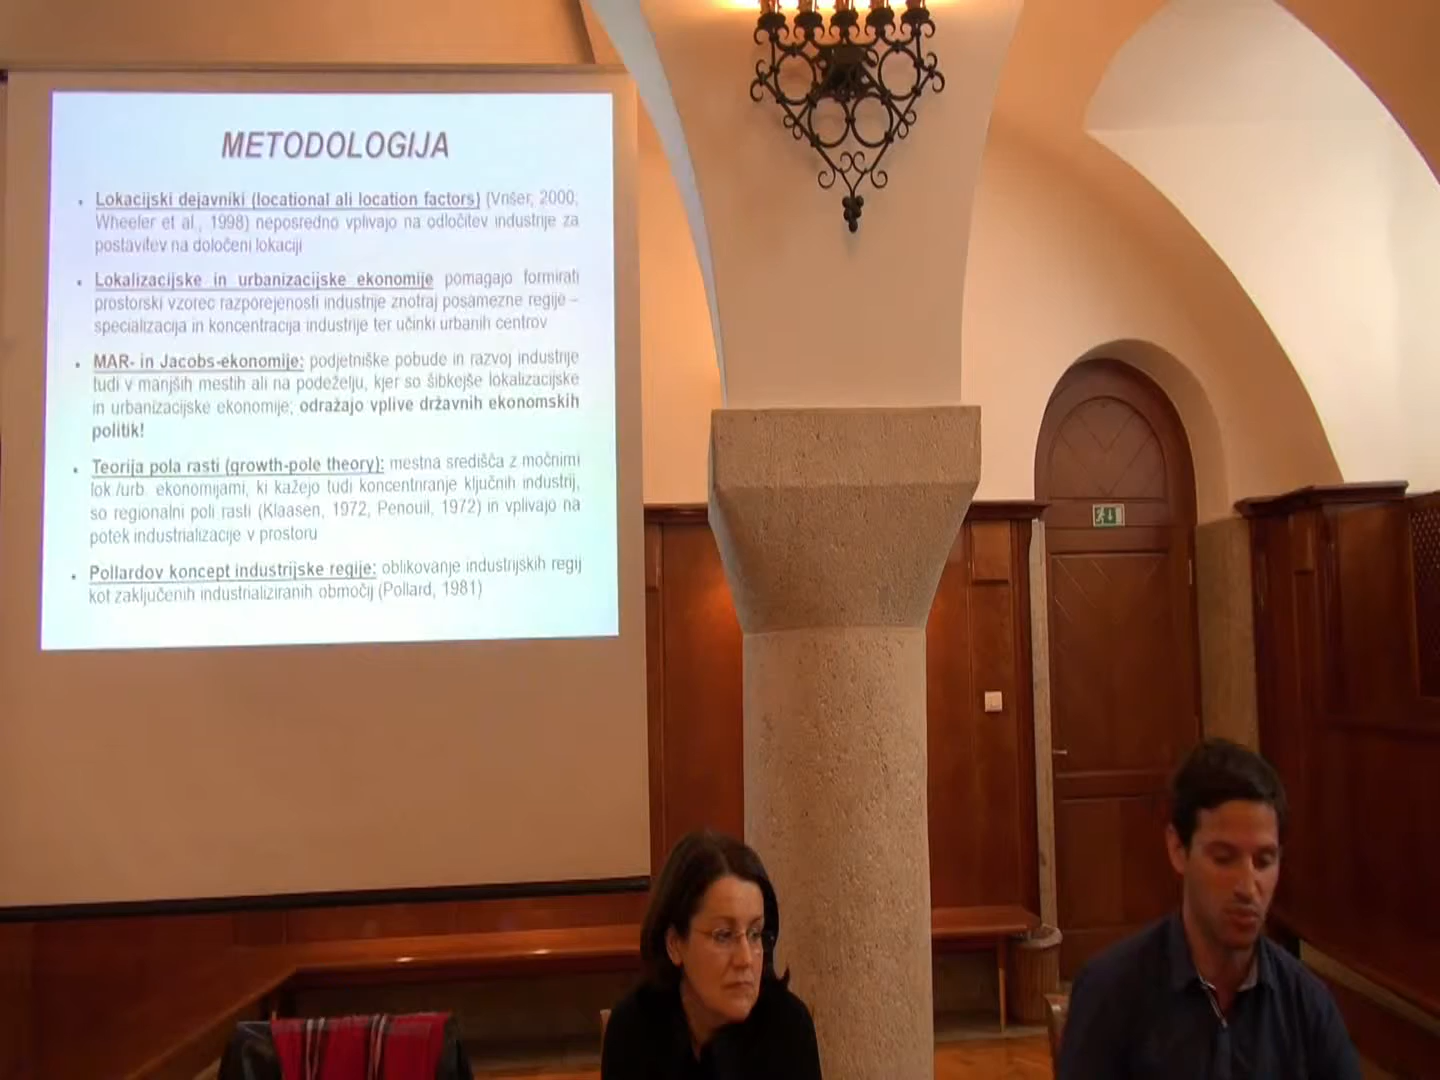 METODOLOGIJA
• Lokacijski dejavniki (locational ali location factors) (Vrišer, 2000;
Wheeler et al., 1998) neposredno vplivajo na odločitev industrije za
postavitev na določeni lokaciji
• Lokalizacijske in urbanizacijske ekonomije pomagajo formirati
prostorski vzorec razporejenosti industrije znotraj posamezne regije –
specializacija in koncentracija industrije ter učinki urbanih centrov
• MAR- in Jacobs-ekonomije: podjetniške pobude in razvoj industrije
tudi v manjših mestih ali na podeželju, kjer so šibkejše lokalizacijske
in urbanizacijske ekonomije; odražajo vplive državnih ekonomskih
politik!
• Teorija pola rasti (growth-pole theory): mestna središča z močnimi
lok./urb. ekonomijami, ki kažejo tudi koncentriranje ključnih industrij,
so regionalni poli rasti (Klaasen, 1972, Penouil, 1972) in vplivajo na
potek industrializacije v prostoru
• Pollardov koncept industrijske regije: oblikovanje industrijskih regij
kot zaključenih industrializiranih območij (Pollard, 1981)